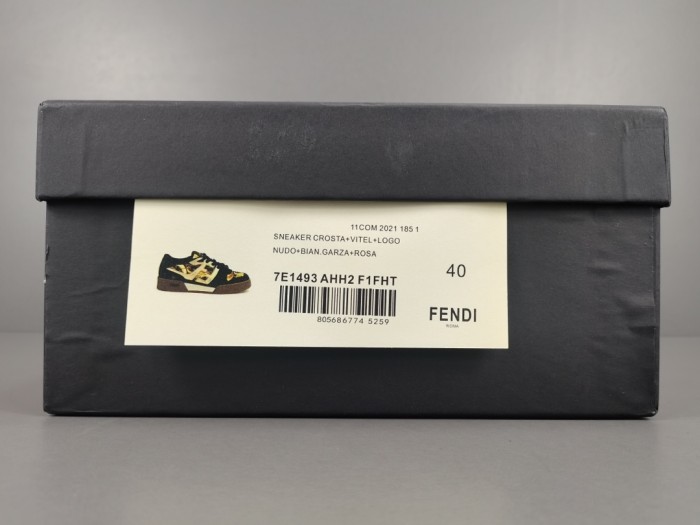 11COM 2021 185 1
SNEAKER CROSTA+VITEL+LOGO
NUDO+BIAN.GARZA+ROSA
7E1493 AHH2 F1FHT
40
805686774 5259
FENDI
ROMA